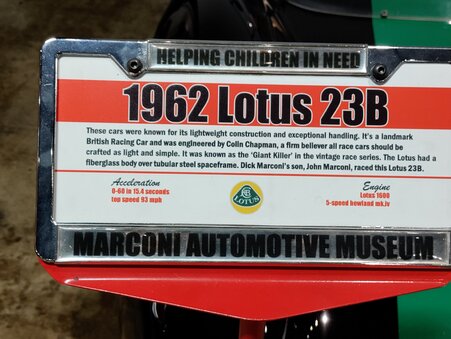 HELPING CHILDREN IN NEED
1962 Lotus 23B
These cars were known for its lightweight construction and exceptional handling. It's a landmark
British Racing Car and was engineered by Colin Chapman, a firm believer all race cars should be
crafted as light and simple. It was known as the 'Giant Killer' in the vintage race series. The Lotus had a
fiberglass body over tubular steel spaceframe. Dick Marconi's son, John Marconi, raced this Lotus 23B.
Acceleration
0-60 in 15.4 seconds
top speed 93 mph
LOTUS
Engine
Lotus 1600
5-speed howland mk.iv
MARCONI AUTOMOTIVE MUSEUM